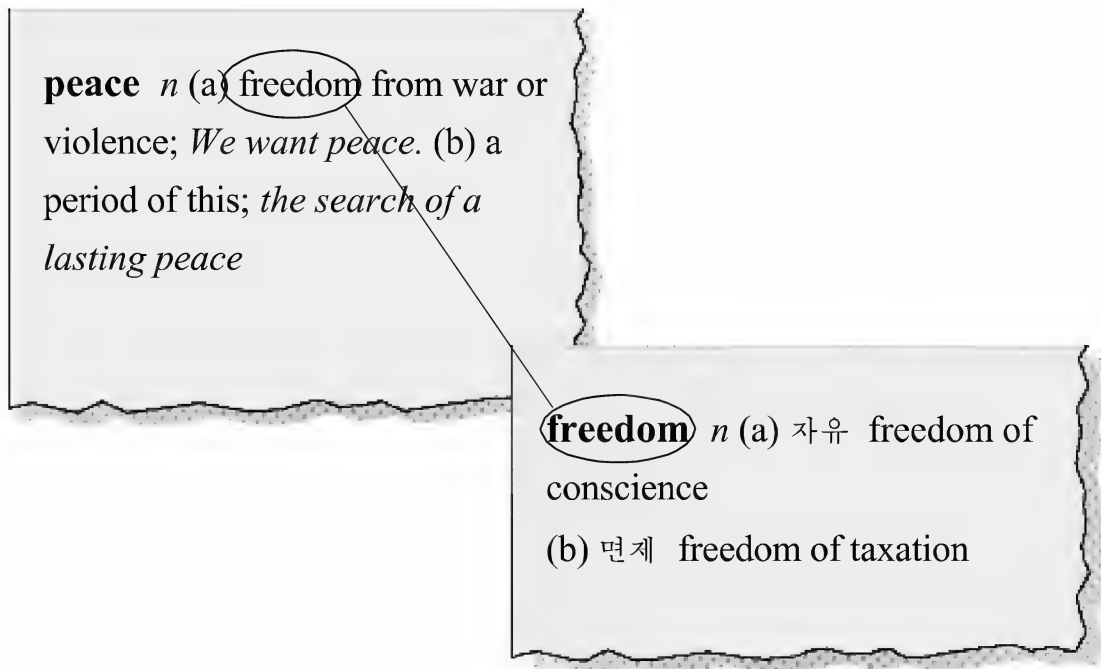 peace n (a) freedom from war or
violence; We want peace. (b) a
period of this; the search of a
lasting peace
freedom n (a) 자유 freedom of
conscience
(b) 면제 freedom of taxation